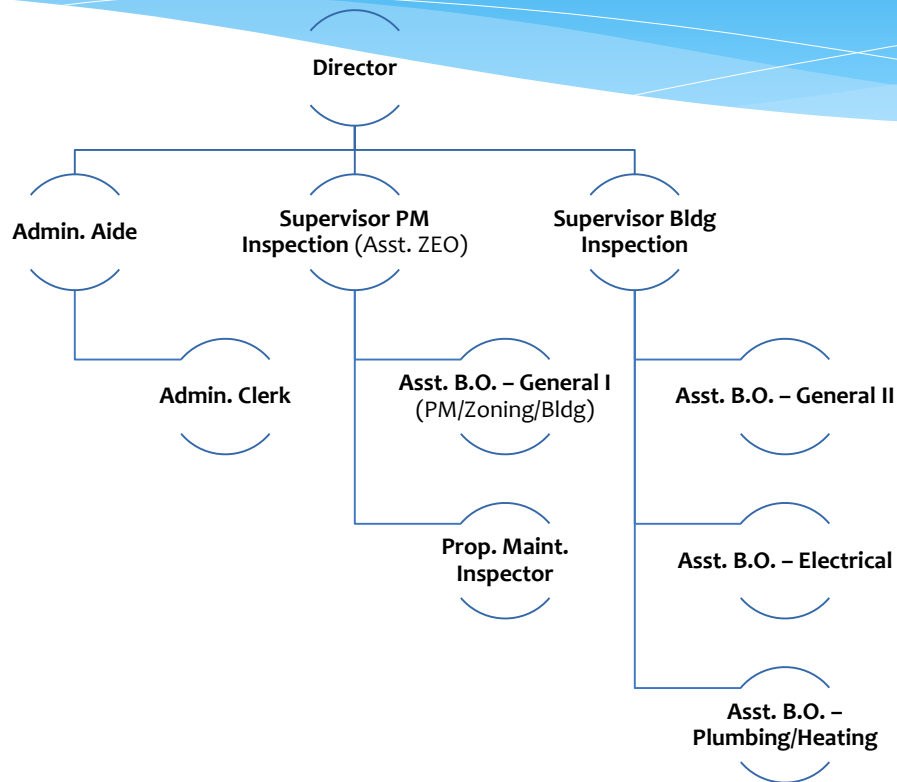 Director
Admin. Aide
Supervisor PM
Inspection (Asst. ZEO)
Supervisor Bldg
Inspection
Admin. Clerk
Asst. B.O. – General I
(PM/Zoning/Bldg)
Asst. B.O. – General II
Prop. Maint.
Inspector
Asst. B.O. – Electrical
Asst. B.O. –
Plumbing/Heating